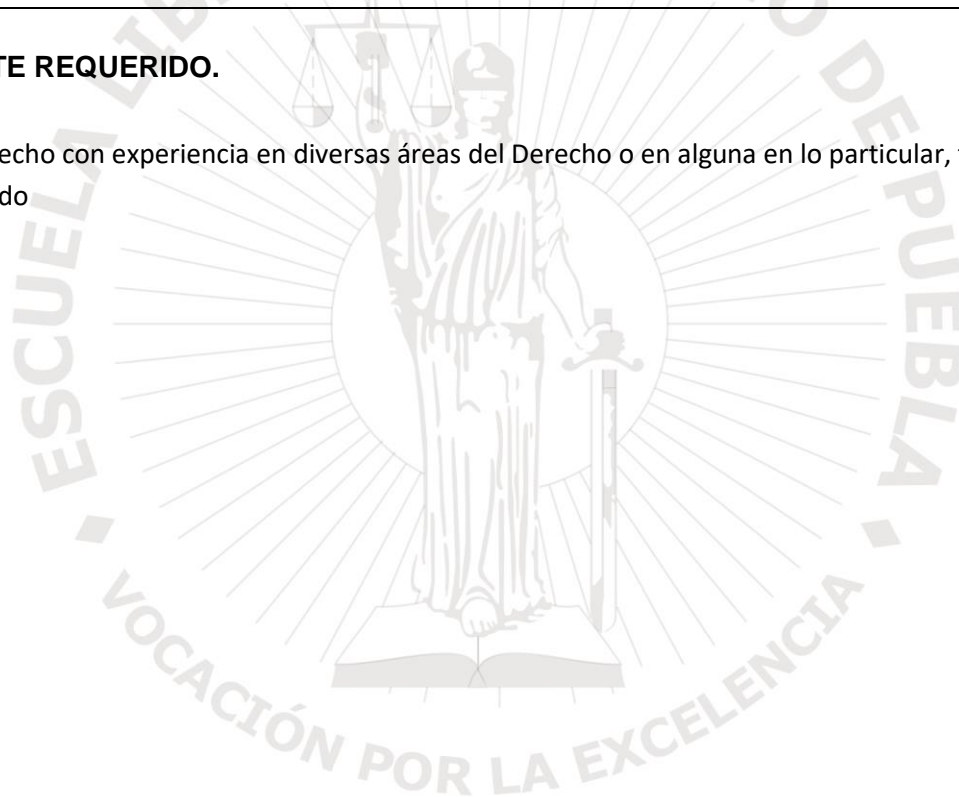 TE REQUERIDO.
echo con experiencia en diversas áreas del Derecho o en alguna en lo particular,
do
ESCUELA LIB
O DE PUEBLA
VOCACIÓN POR LA EXCELENCIA